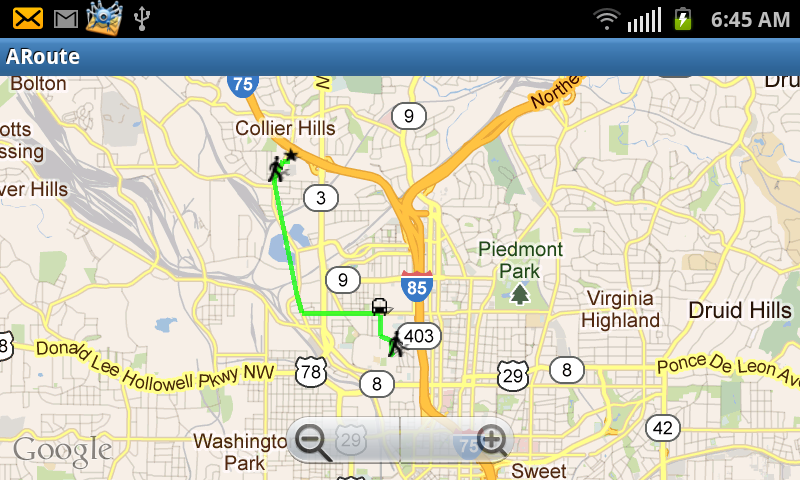 6:45 AM
ARoute
Bolton
75
N
9
Northe
Dru
Collier Hills
otts
ssing
ver Hills
3
Piedmont
Park
9
85
Virginia
Highland
Druid Hills
403
8
Donald Lee Hollowell Pkwy NW
78
8
29
8
Ponce De Leon Av
42
Washingto
Park
29
75
Sweet
Google